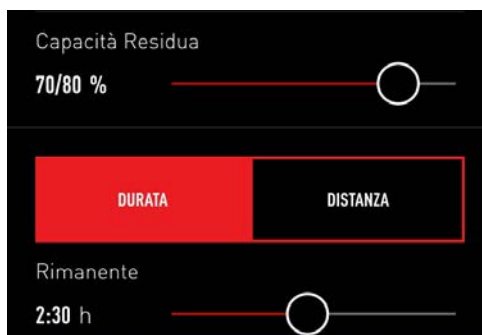 Capacità Residua
70/80 %
DURATA DISTANZA
Rimanente
2:30 h